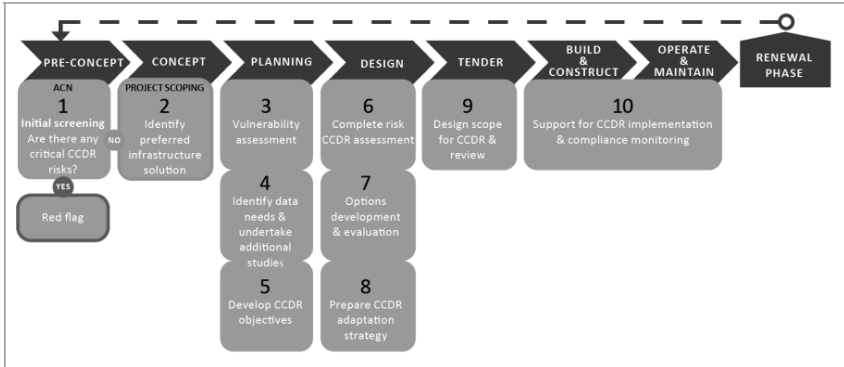 PRE-CONCEPT
CONCEPT
PLANNING
DESIGN
TENDER
BUILD
&
CONSTRUCT
OPERATE
&
MAINTAIN
RENEWAL
PHASE
ACN
1
Initial screening
Are there any
critical CCDR
risks?
NO
YES
Red flag
PROJECT SCOPING
2
Identify
preferred
infrastructure
solution
3
Vulnerability
assessment
4
Identify data
needs &
undertake
additional
studies
5
Develop CCDR
objectives
6
Complete risk
CCDR assessment
7
Options
development
& evaluation
8
Prepare CCDR
adaptation
strategy
9
Design scope
for CCDR &
review
10
Support for CCDR implementation
& compliance monitoring